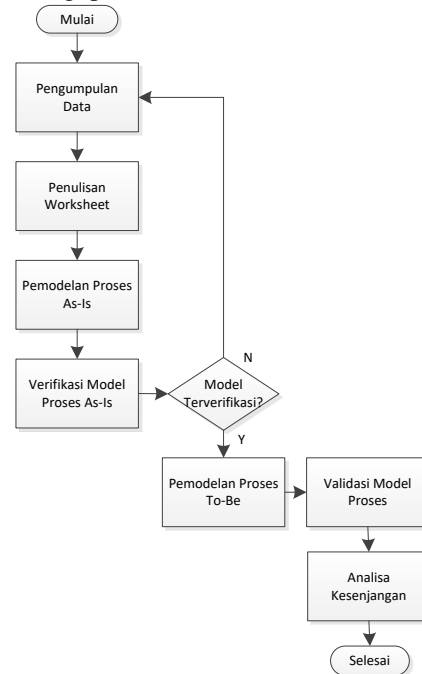 Mulai
Pengumpulan
Data
Penulisan
Worksheet
Pemodelan Proses
As-Is
Verifikasi Model
Proses As-Is
Model
Terverifikasi?
N
Y
Pemodelan Proses
To-Be
Validasi Model
Proses
Analisa
Kesenjangan
Selesai